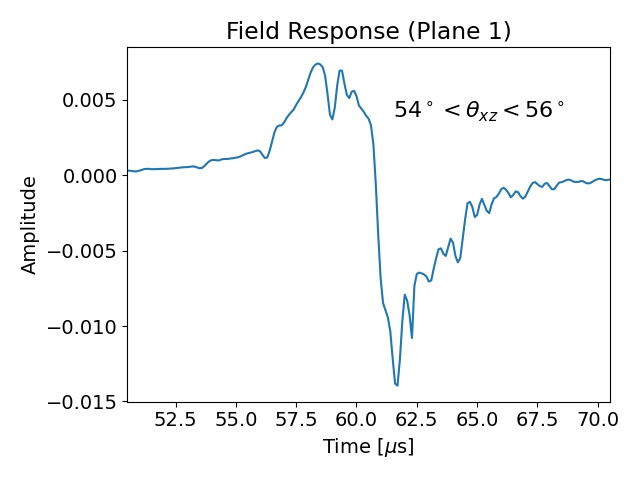 Field Response (Plane 1)
54° < θxz < 56°
Amplitude
0.005
0.000
−0.005
−0.010
−0.015
52.5 55.0 57.5 60.0 62.5 65.0 67.5 70.0
Time [μs]